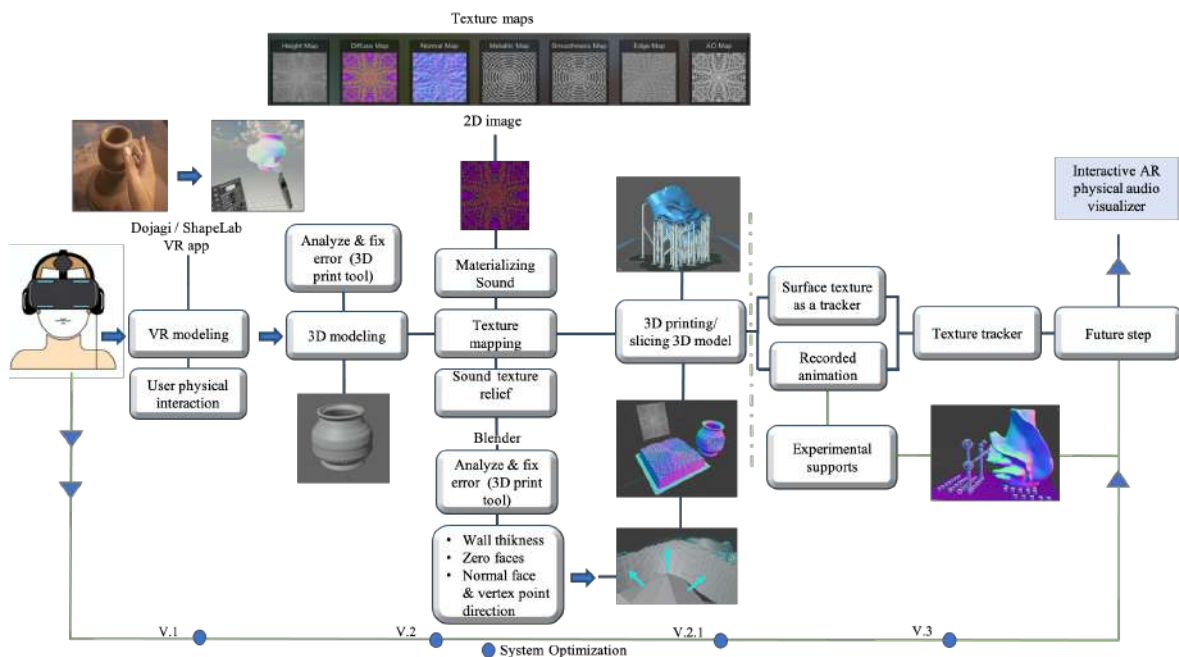 Texture maps
Height Map
Diffuse Map
Normal Map
Metallic Map
Smoothness Map
Edge Map
AO Map
2D image
Dojagi / ShapeLab
VR app
Interactive AR
physical audio
visualizer
Analyze & fix
error (3D
print tool)
Materializing
Sound
Surface texture
as a tracker
VR modeling
3D modeling
Texture
mapping
3D printing/
slicing 3D model
Texture tracker
Future step
Recorded
animation
User physical
interaction
Sound texture
relief
Blender
Analyze & fix
error (3D print
tool)
Experimental
supports
• Wall thikness
• Zero faces
• Normal face
& vertex point
direction
V.1
V.2
V.2.1
V.3
System Optimization